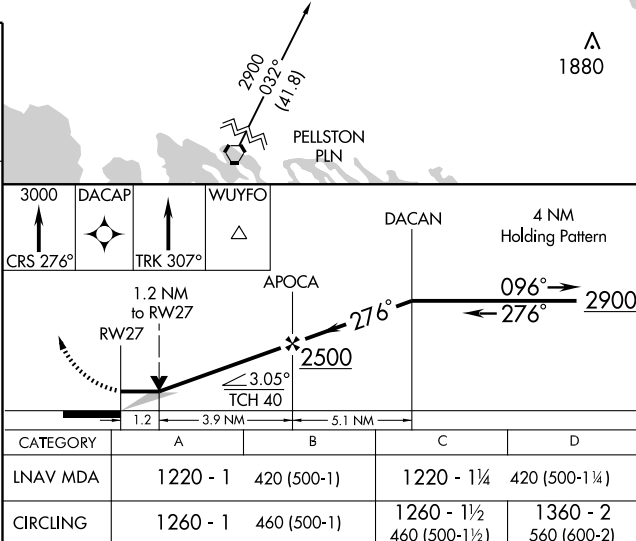 2900
032°
(41.8)
1880
PELLSTON
PLN
3000
CRS 276°
DACAP
TRK 307°
WUYFO
DACAN
4 NM
Holding Pattern
APOCA
1.2 NM
to RW27
RW27
276°
096°
276°
2900
2500
3.05°
TCH 40
1.2 3.9 NM 5.1 NM
CATEGORY A B C D
LNAV MDA 1220 - 1 420 (500-1) 1220 - 1¼ 420 (500-1¼)
CIRCLING 1260 - 1 460 (500-1) 1260 - 1½ 460 (500-1½) 1360 - 2 560 (600-2)